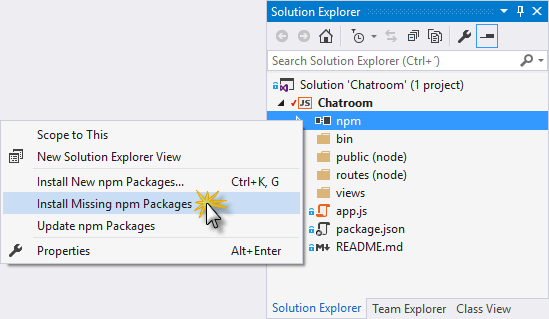 Solution Explorer
Search Solution Explorer (Ctrl+´)
Solution 'Chatroom' (1 project)
JS Chatroom
npm
bin
public (node)
routes (node)
views
app.js
package.json
README.md
Solution Explorer Team Explorer Class View
Scope to This
New Solution Explorer View
Install New npm Packages... Ctrl+K, G
Install Missing npm Packages
Update npm Packages
Properties Alt+Enter